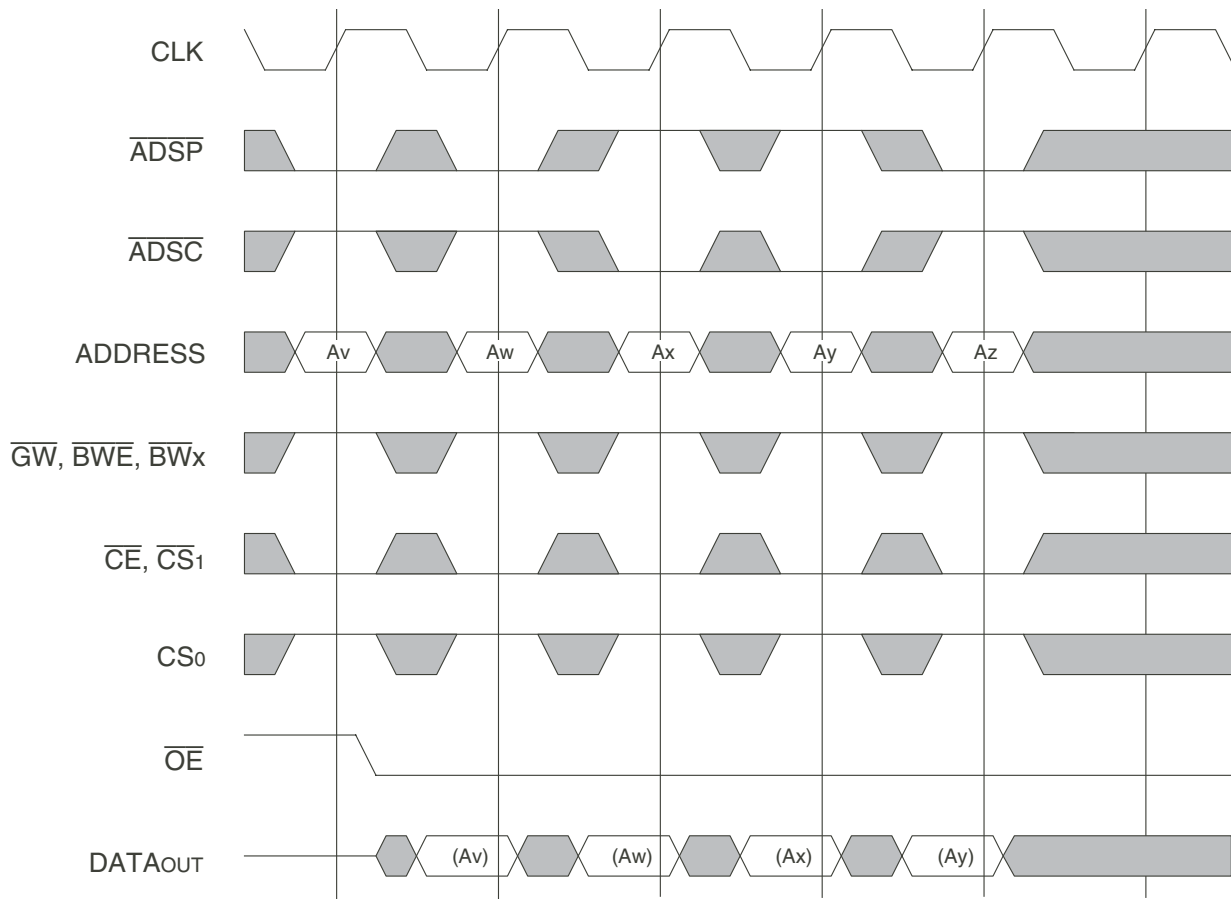 CLK
ADSP
ADSC
ADDRESS Av Aw Ax Ay Az
GW, BWE, BWx
CE, CS1
CS0
OE
DATAOUT (Av) (Aw) (Ax) (Ay)